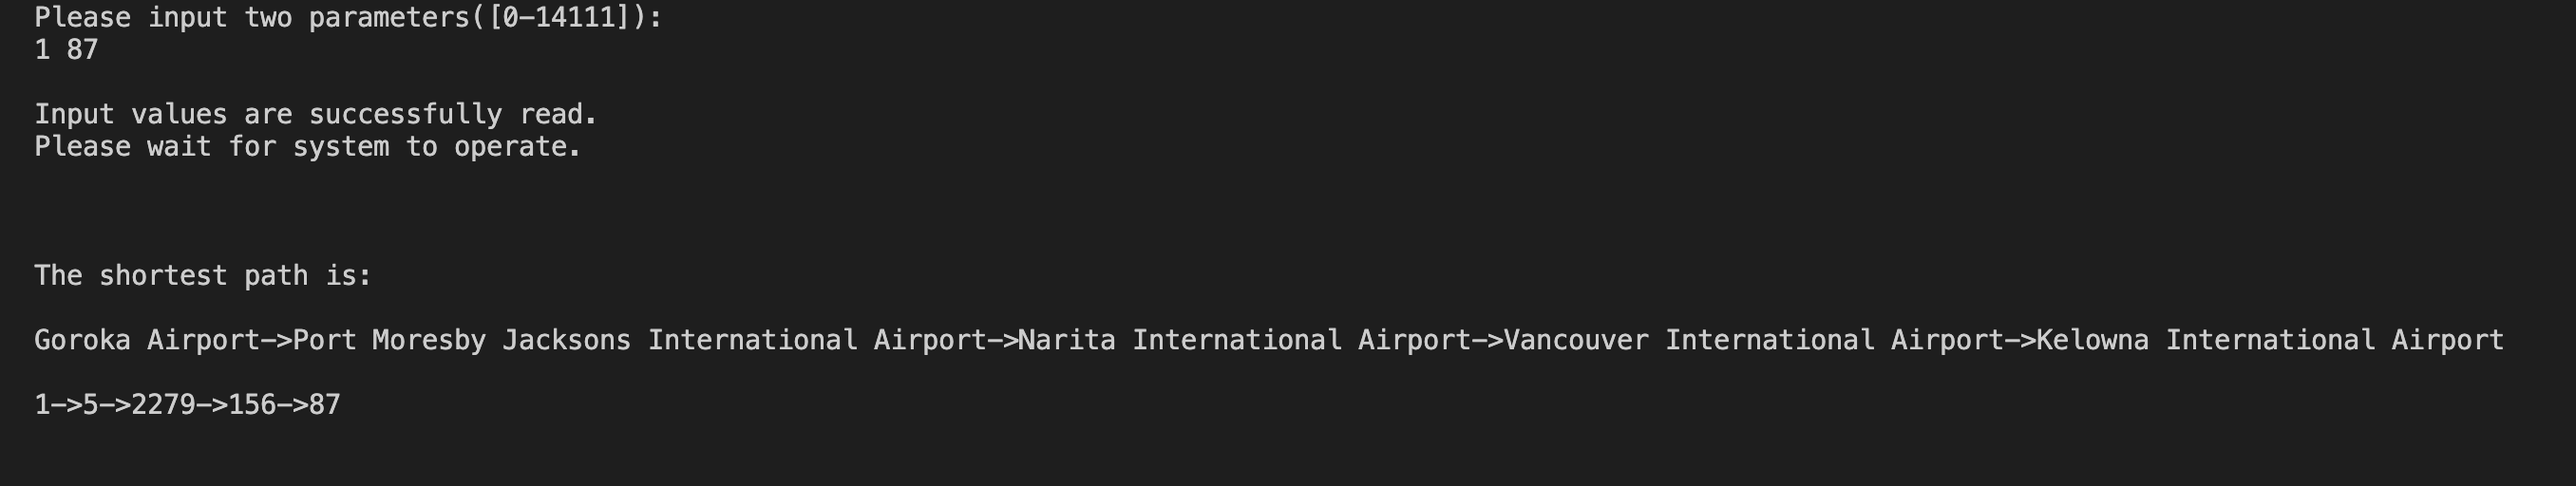 Please input two parameters([0-14111]):
1 87
Input values are successfully read.
Please wait for system to operate.
The shortest path is:
Goroka Airport->Port Moresby Jacksons International Airport->Narita International Airport->Vancouver International Airport->Kelowna International Airport
1->5->2279->156->87